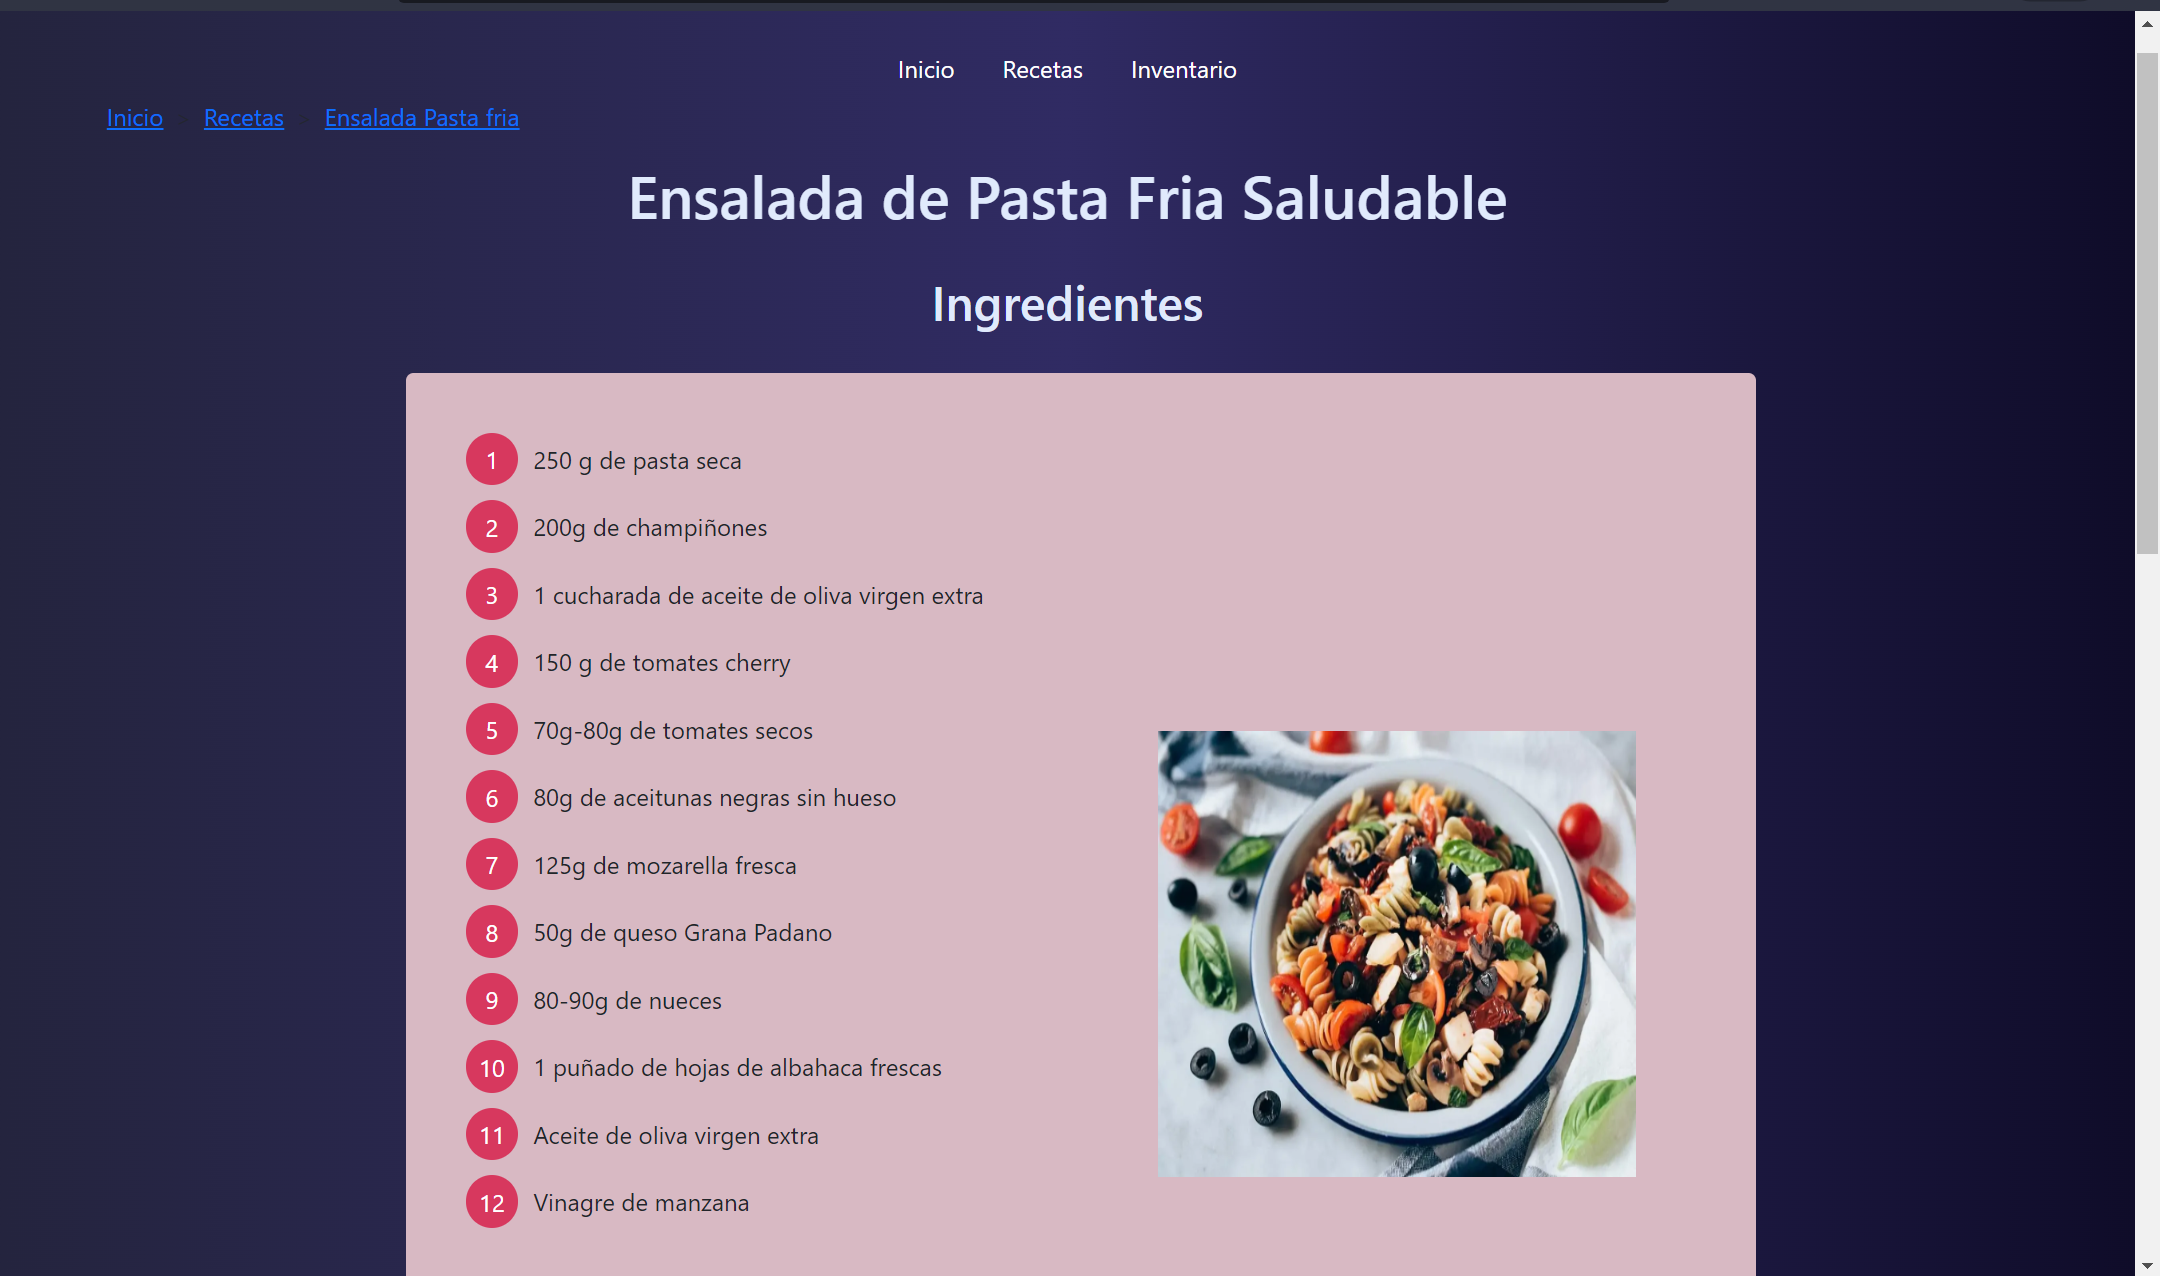 Inicio Recetas Inventario
Inicio Recetas Ensalada Pasta fria
Ensalada de Pasta Fria Saludable
Ingredientes
1 250 g de pasta seca
2 200g de champiñones
3 1 cucharada de aceite de oliva virgen extra
4 150 g de tomates cherry
5 70g-80g de tomates secos
6 80g de aceitunas negras sin hueso
7 125g de mozarella fresca
8 50g de queso Grana Padano
9 80-90g de nueces
10 1 puñado de hojas de albahaca frescas
11 Aceite de oliva virgen extra
12 Vinagre de manzana